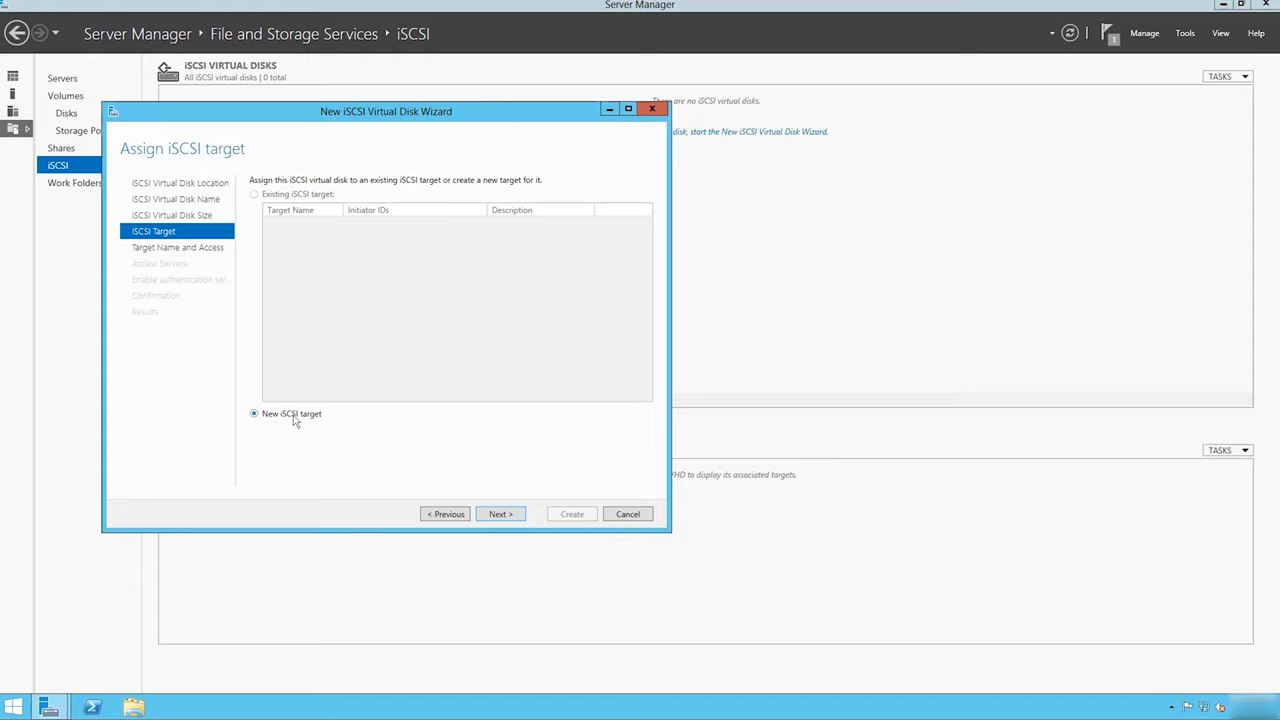 Server Manager
Server Manager › File and Storage Services › iSCSI
1
Manage
Tools
View
Help
Servers
Volumes
Disks
Storage Po
Shares
iSCSI
Work Folders
iSCSI VIRTUAL DISKS
All iSCSI virtual disks | 0 total
TASKS
There are no iSCSI virtual disks.
disk, start the New iSCSI Virtual Disk Wizard.
New iSCSI Virtual Disk Wizard
Assign iSCSI target
iSCSI Virtual Disk Location
iSCSI Virtual Disk Name
iSCSI Virtual Disk Size
iSCSI Target
Target Name and Access
Access Servers
Enable authentication ser...
Confirmation
Results
Assign this iSCSI virtual disk to an existing iSCSI target or create a new target for it.
Existing iSCSI target:
Target Name
Initiator IDs
Description
New iSCSI target
< Previous
Next >
Create
Cancel
TASKS
VHD to display its associated targets.